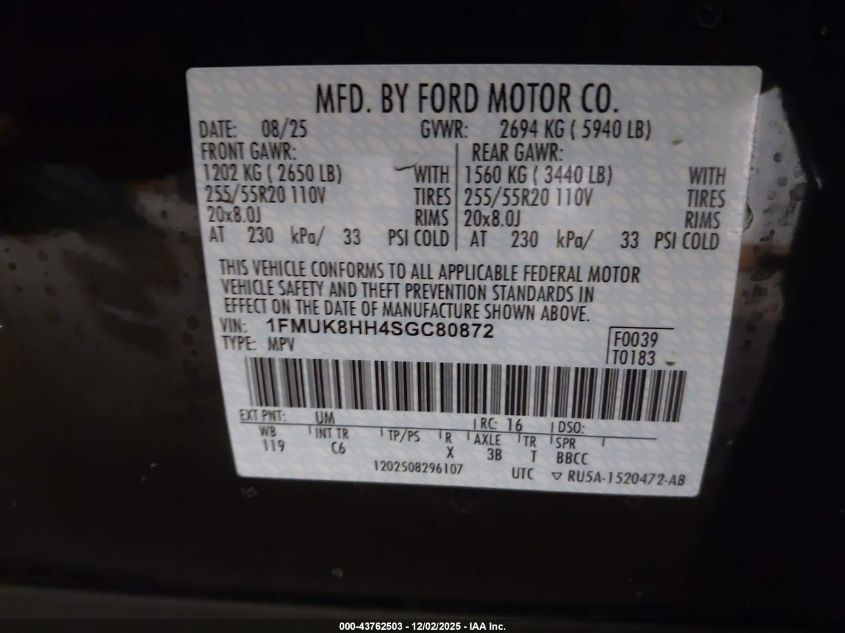 MFD. BY FORD MOTOR CO.
DATE: 08/25 GVWR: 2694 KG ( 5940 LB)
FRONT GAWR: REAR GAWR:
1202 KG ( 2650 LB) WITH 1560 KG ( 3440 LB) WITH
255/55R20 110V TIRES 255/55R20 110V TIRES
20x8.0J RIMS 20x8.0J RIMS
AT 230 kPa/ 33 PSI COLD AT 230 kPa/ 33 PSI COLD
THIS VEHICLE CONFORMS TO ALL APPLICABLE FEDERAL MOTOR
VEHICLE SAFETY AND THEFT PREVENTION STANDARDS IN
EFFECT ON THE DATE OF MANUFACTURE SHOWN ABOVE.
VIN: 1FMUK8HH4SGC80872
TYPE: MPV
F0039
T0183
EXT PNT: UM RC: 16 DSO:
WB INT TR TP/PS R AXLE TR SPR
119 C6 X 3B T BBCC
1202508296107 UTC ▽ RU5A-1520472-AB
000-43762503 - 12/02/2025 - IAA Inc.